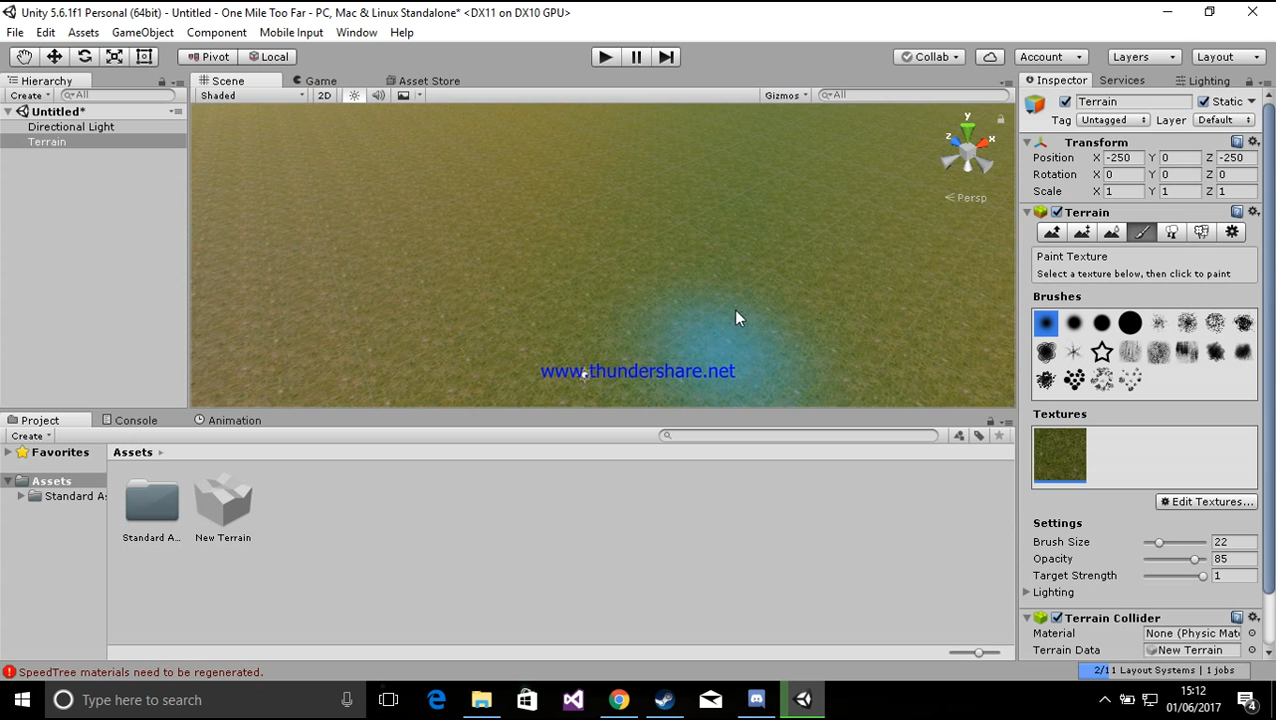 Unity 5.6.1f1 Personal (64bit) - Untitled - One Mile Too Far - PC, Mac & Linux Standalone* <DX11 on DX10 GPU>
File Edit Assets GameObject Component Mobile Input Window Help
Pivot Local Collab Account Layers Layout
Hierarchy
Create All
Untitled*
Directional Light
Terrain
Scene Game Asset Store
Shaded 2D Gizmos All
y
z x
Persp
www.thundershare.net
Project Console Animation
Create
Favorites
Assets
Standard As
Assets
Standard A...
New Terrain
Inspector Services Lighting
Terrain Static
Tag Untagged Layer Default
Transform
Position X -250 Y 0 Z -250
Rotation X 0 Y 0 Z 0
Scale X 1 Y 1 Z 1
Terrain
Paint Texture
Select a texture below, then click to paint
Brushes
Textures
Edit Textures...
Settings
Brush Size 22
Opacity 85
Target Strength 1
Lighting
Terrain Collider
Material None (Physic Mat
Terrain Data New Terrain
SpeedTree materials need to be regenerated.
2/11 Layout Systems | 1 jobs
Type here to search
15:12
01/06/2017
4